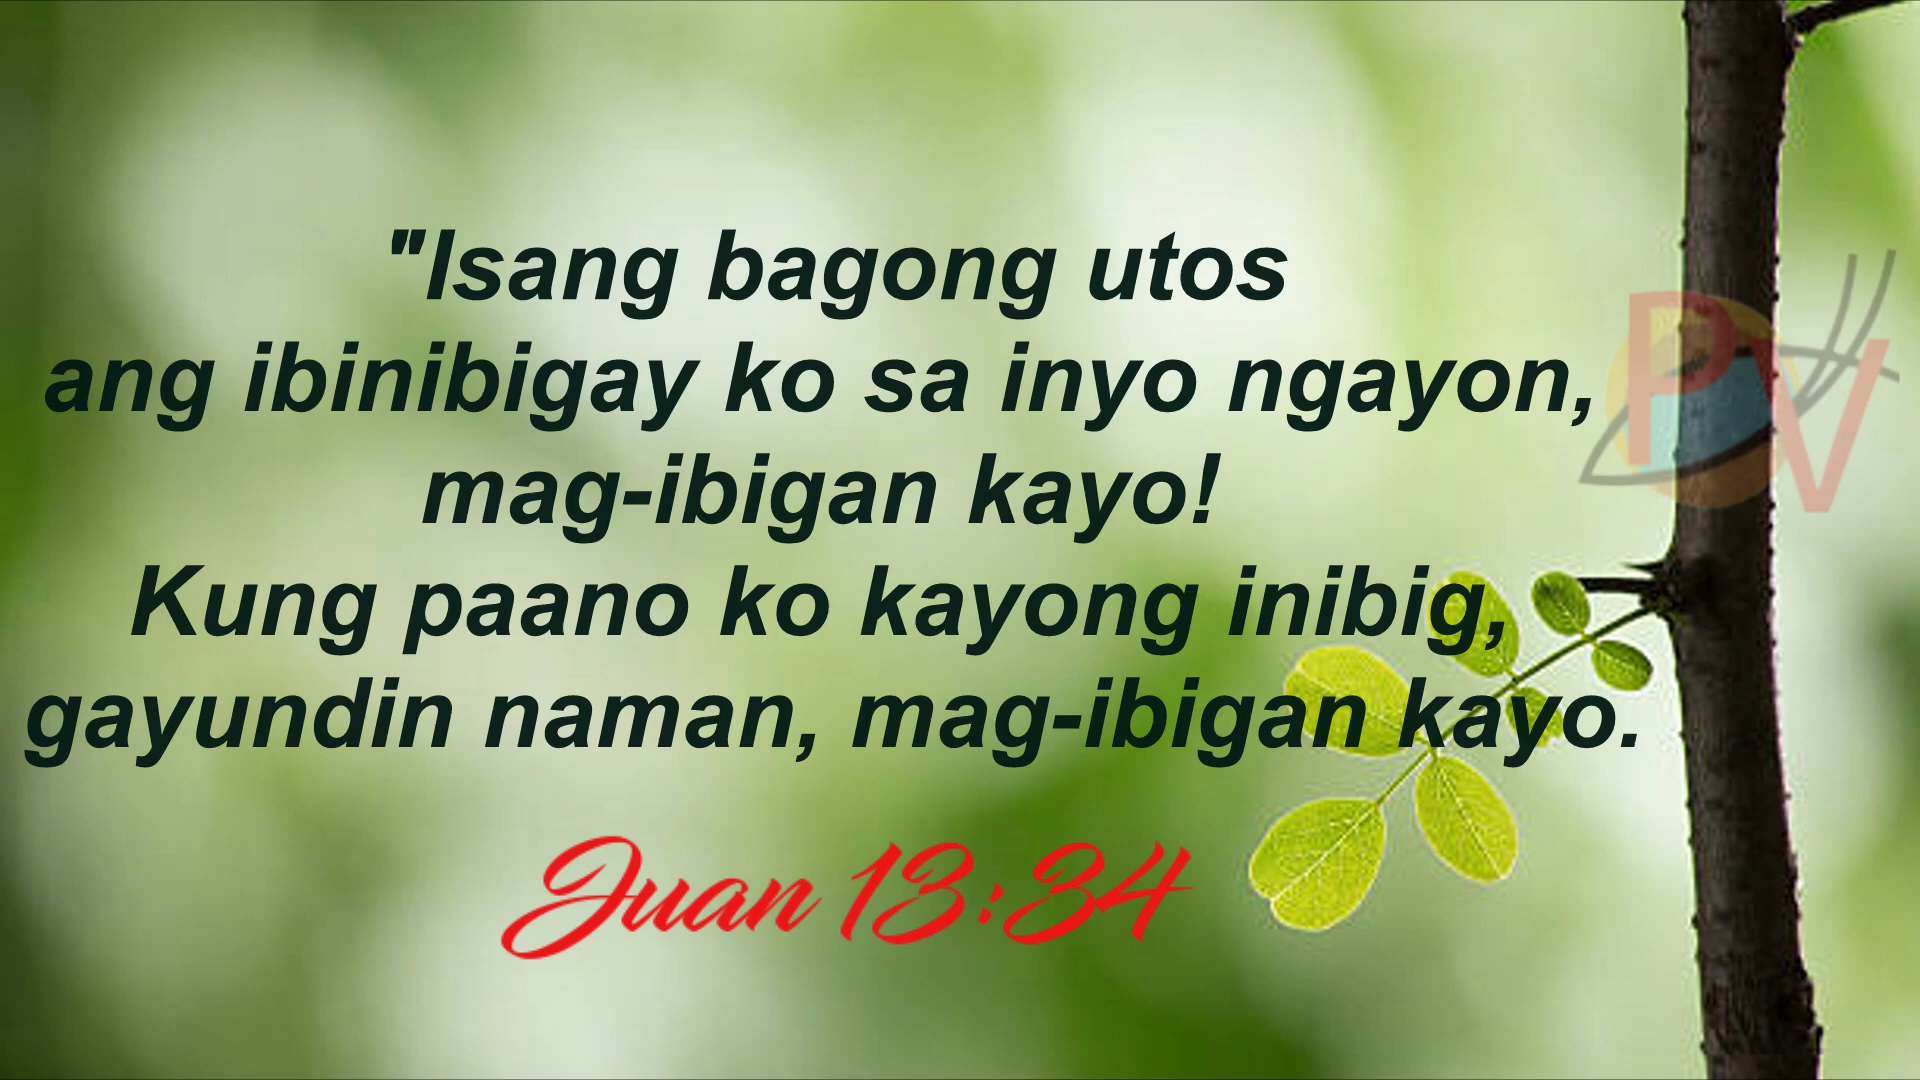 "Isang bagong utos
ang ibinibigay ko sa inyo ngayon,
mag-ibigan kayo!
Kung paano ko kayong inibig,
gayundin naman, mag-ibigan kayo.
Juan 13:34
PV